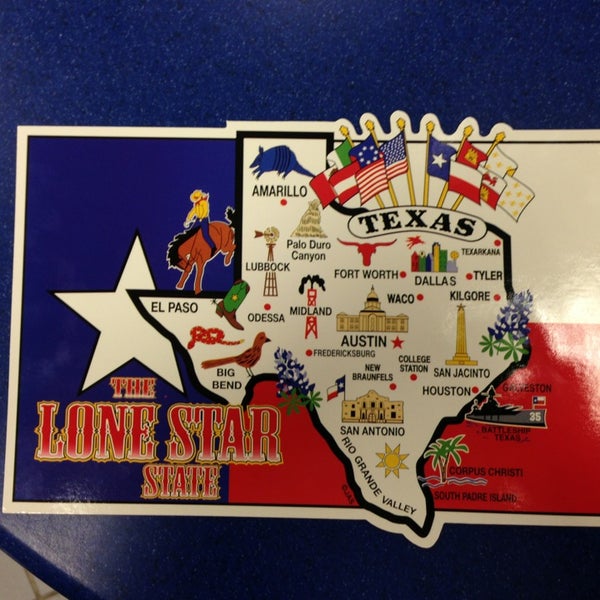 TEXAS
AMARILLO
Palo Duro
Canyon
LUBBOCK
FORT WORTH
DALLAS
TEXARKANA
TYLER
KILGORE
WACO
EL PASO
ODESSA
MIDLAND
AUSTIN
FREDERICKSBURG
COLLEGE
STATION
SAN JACINTO
NEW
BRAUNFELS
BIG
BEND
HOUSTON
GALVESTON
35
BATTLESHIP
TEXAS
SAN ANTONIO
RIO GRANDE VALLEY
CORPUS CHRISTI
SOUTH PADRE ISLAND
THE
LONE STAR
STATE